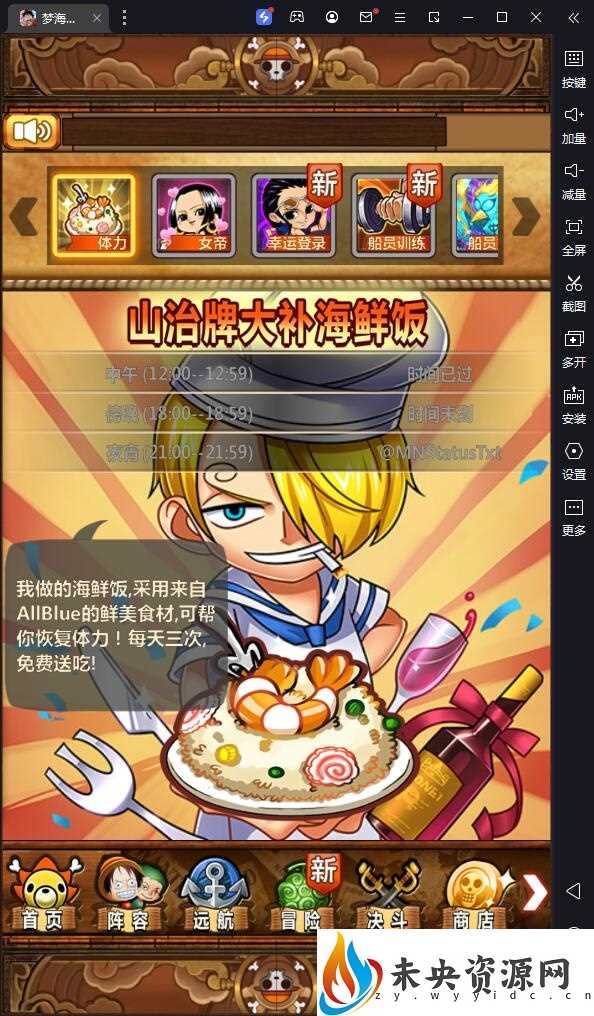 梦海...
按键
加量
减量
全屏
截图
多开
APK
安装
设置
更多
新
新
体力
女帝
幸运登录
船员训练
船员
山治牌大补海鲜饭
中午 (12:00--12:59)
时间已过
傍晚 (18:00--18:59)
时间未到
夜宵 (21:00--21:59)
@MNStatusTxt
我做的海鲜饭,采用来自
AllBlue的鲜美食材,可帮
你恢复体力！每天三次,
免费送吃!
新
首页
阵容
远航
冒险
决斗
商店
未央资源网
zy.wyyidc.cn